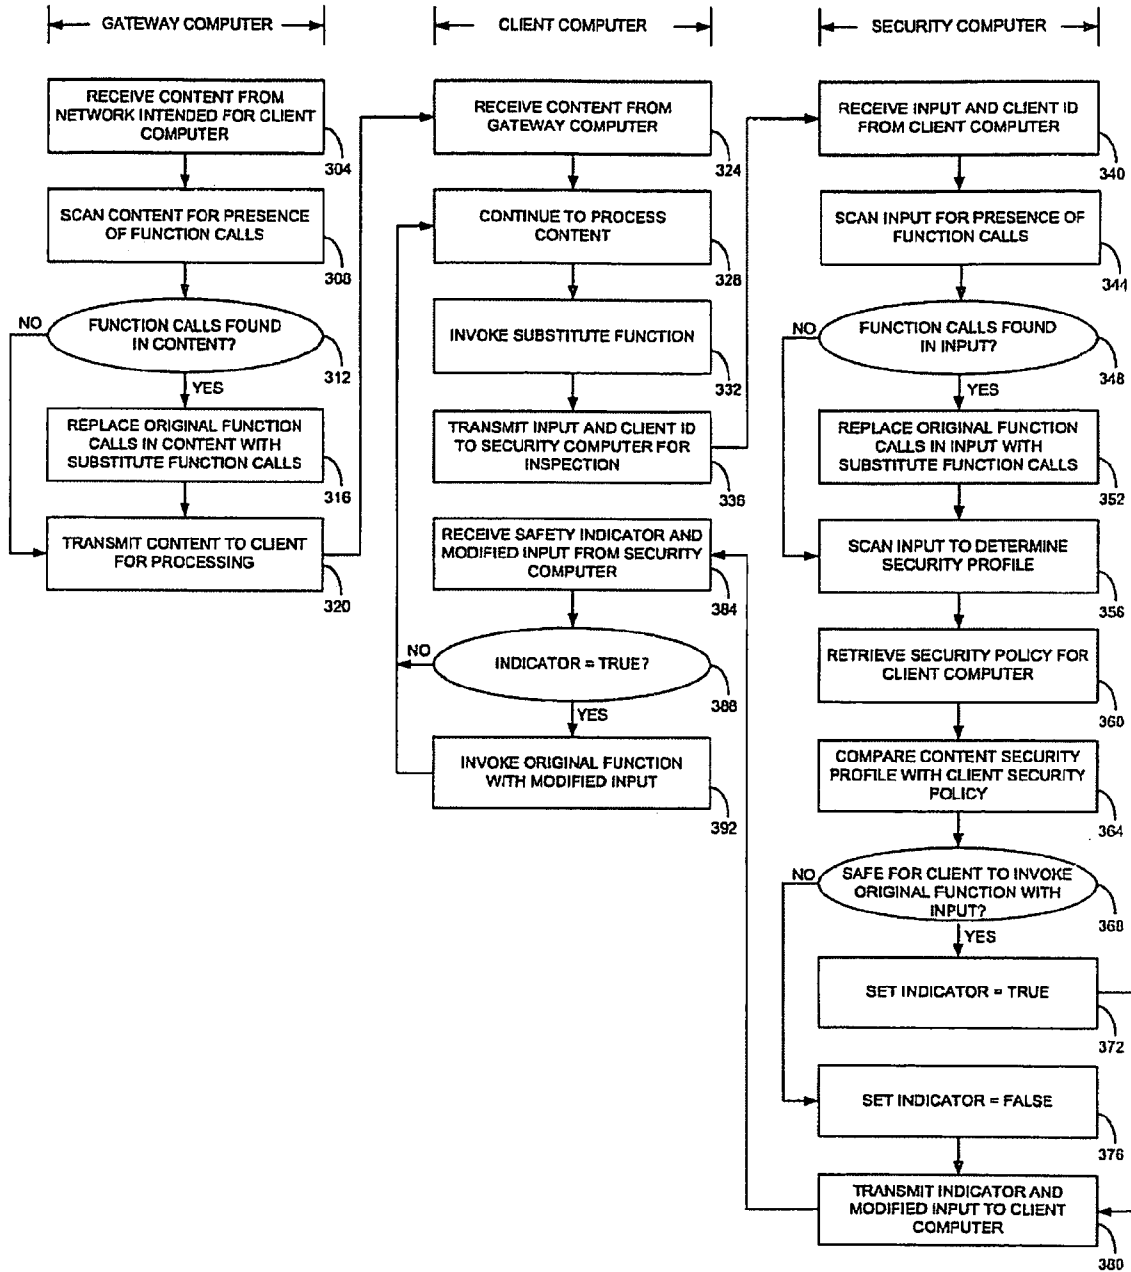 GATEWAY COMPUTER
RECEIVE CONTENT FROM
NETWORK INTENDED FOR CLIENT
COMPUTER
304
SCAN CONTENT FOR PRESENCE
OF FUNCTION CALLS
308
FUNCTION CALLS FOUND
IN CONTENT?
NO
312
YES
REPLACE ORIGINAL FUNCTION
CALLS IN CONTENT WITH
SUBSTITUTE FUNCTION CALLS
316
TRANSMIT CONTENT TO CLIENT
FOR PROCESSING
320
CLIENT COMPUTER
RECEIVE CONTENT FROM
GATEWAY COMPUTER
324
CONTINUE TO PROCESS
CONTENT
328
INVOKE SUBSTITUTE FUNCTION
332
TRANSMIT INPUT AND CLIENT ID
TO SECURITY COMPUTER FOR
INSPECTION
336
RECEIVE SAFETY INDICATOR AND
MODIFIED INPUT FROM SECURITY
COMPUTER
384
NO
INDICATOR = TRUE?
388
YES
INVOKE ORIGINAL FUNCTION
WITH MODIFIED INPUT
392
SECURITY COMPUTER
RECEIVE INPUT AND CLIENT ID
FROM CLIENT COMPUTER
340
SCAN INPUT FOR PRESENCE OF
FUNCTION CALLS
344
NO
FUNCTION CALLS FOUND
IN INPUT?
348
YES
REPLACE ORIGINAL FUNCTION
CALLS IN INPUT WITH
SUBSTITUTE FUNCTION CALLS
352
SCAN INPUT TO DETERMINE
SECURITY PROFILE
356
RETRIEVE SECURITY POLICY FOR
CLIENT COMPUTER
360
COMPARE CONTENT SECURITY
PROFILE WITH CLIENT SECURITY
POLICY
364
NO
SAFE FOR CLIENT TO INVOKE
ORIGINAL FUNCTION WITH
INPUT?
368
YES
SET INDICATOR = TRUE
372
SET INDICATOR = FALSE
376
TRANSMIT INDICATOR AND
MODIFIED INPUT TO CLIENT
COMPUTER
380